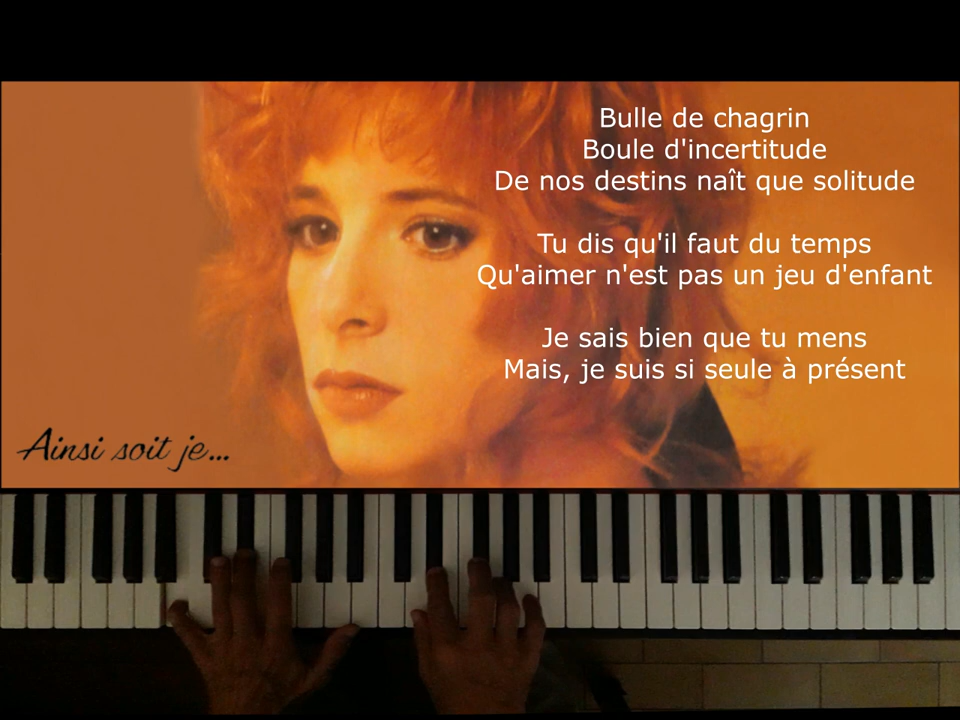 Bulle de chagrin
Boule d'incertitude
De nos destins naît que solitude
Tu dis qu'il faut du temps
Qu'aimer n'est pas un jeu d'enfant
Je sais bien que tu mens
Mais, je suis si seule à présent
Ainsi soit je...